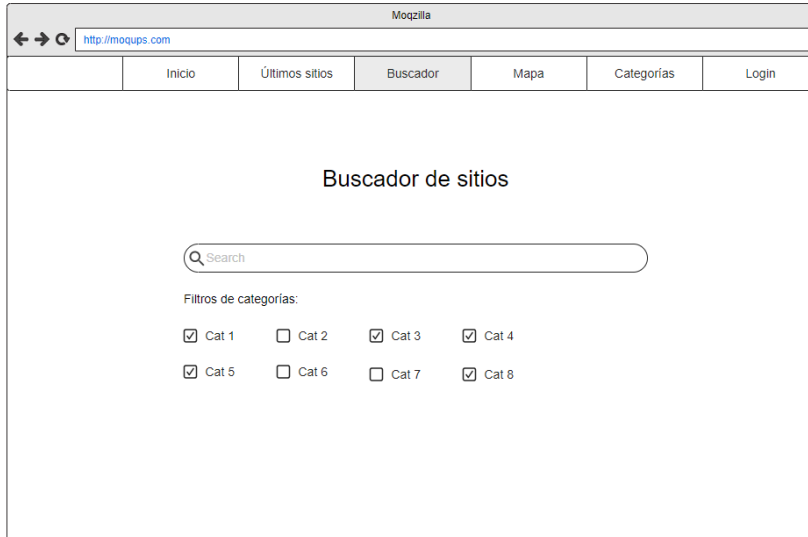 Moqzilla
http://moqups.com
Inicio Últimos sitios Buscador Mapa Categorías Login
Buscador de sitios
Search
Filtros de categorías:
Cat 1 Cat 2 Cat 3 Cat 4
Cat 5 Cat 6 Cat 7 Cat 8